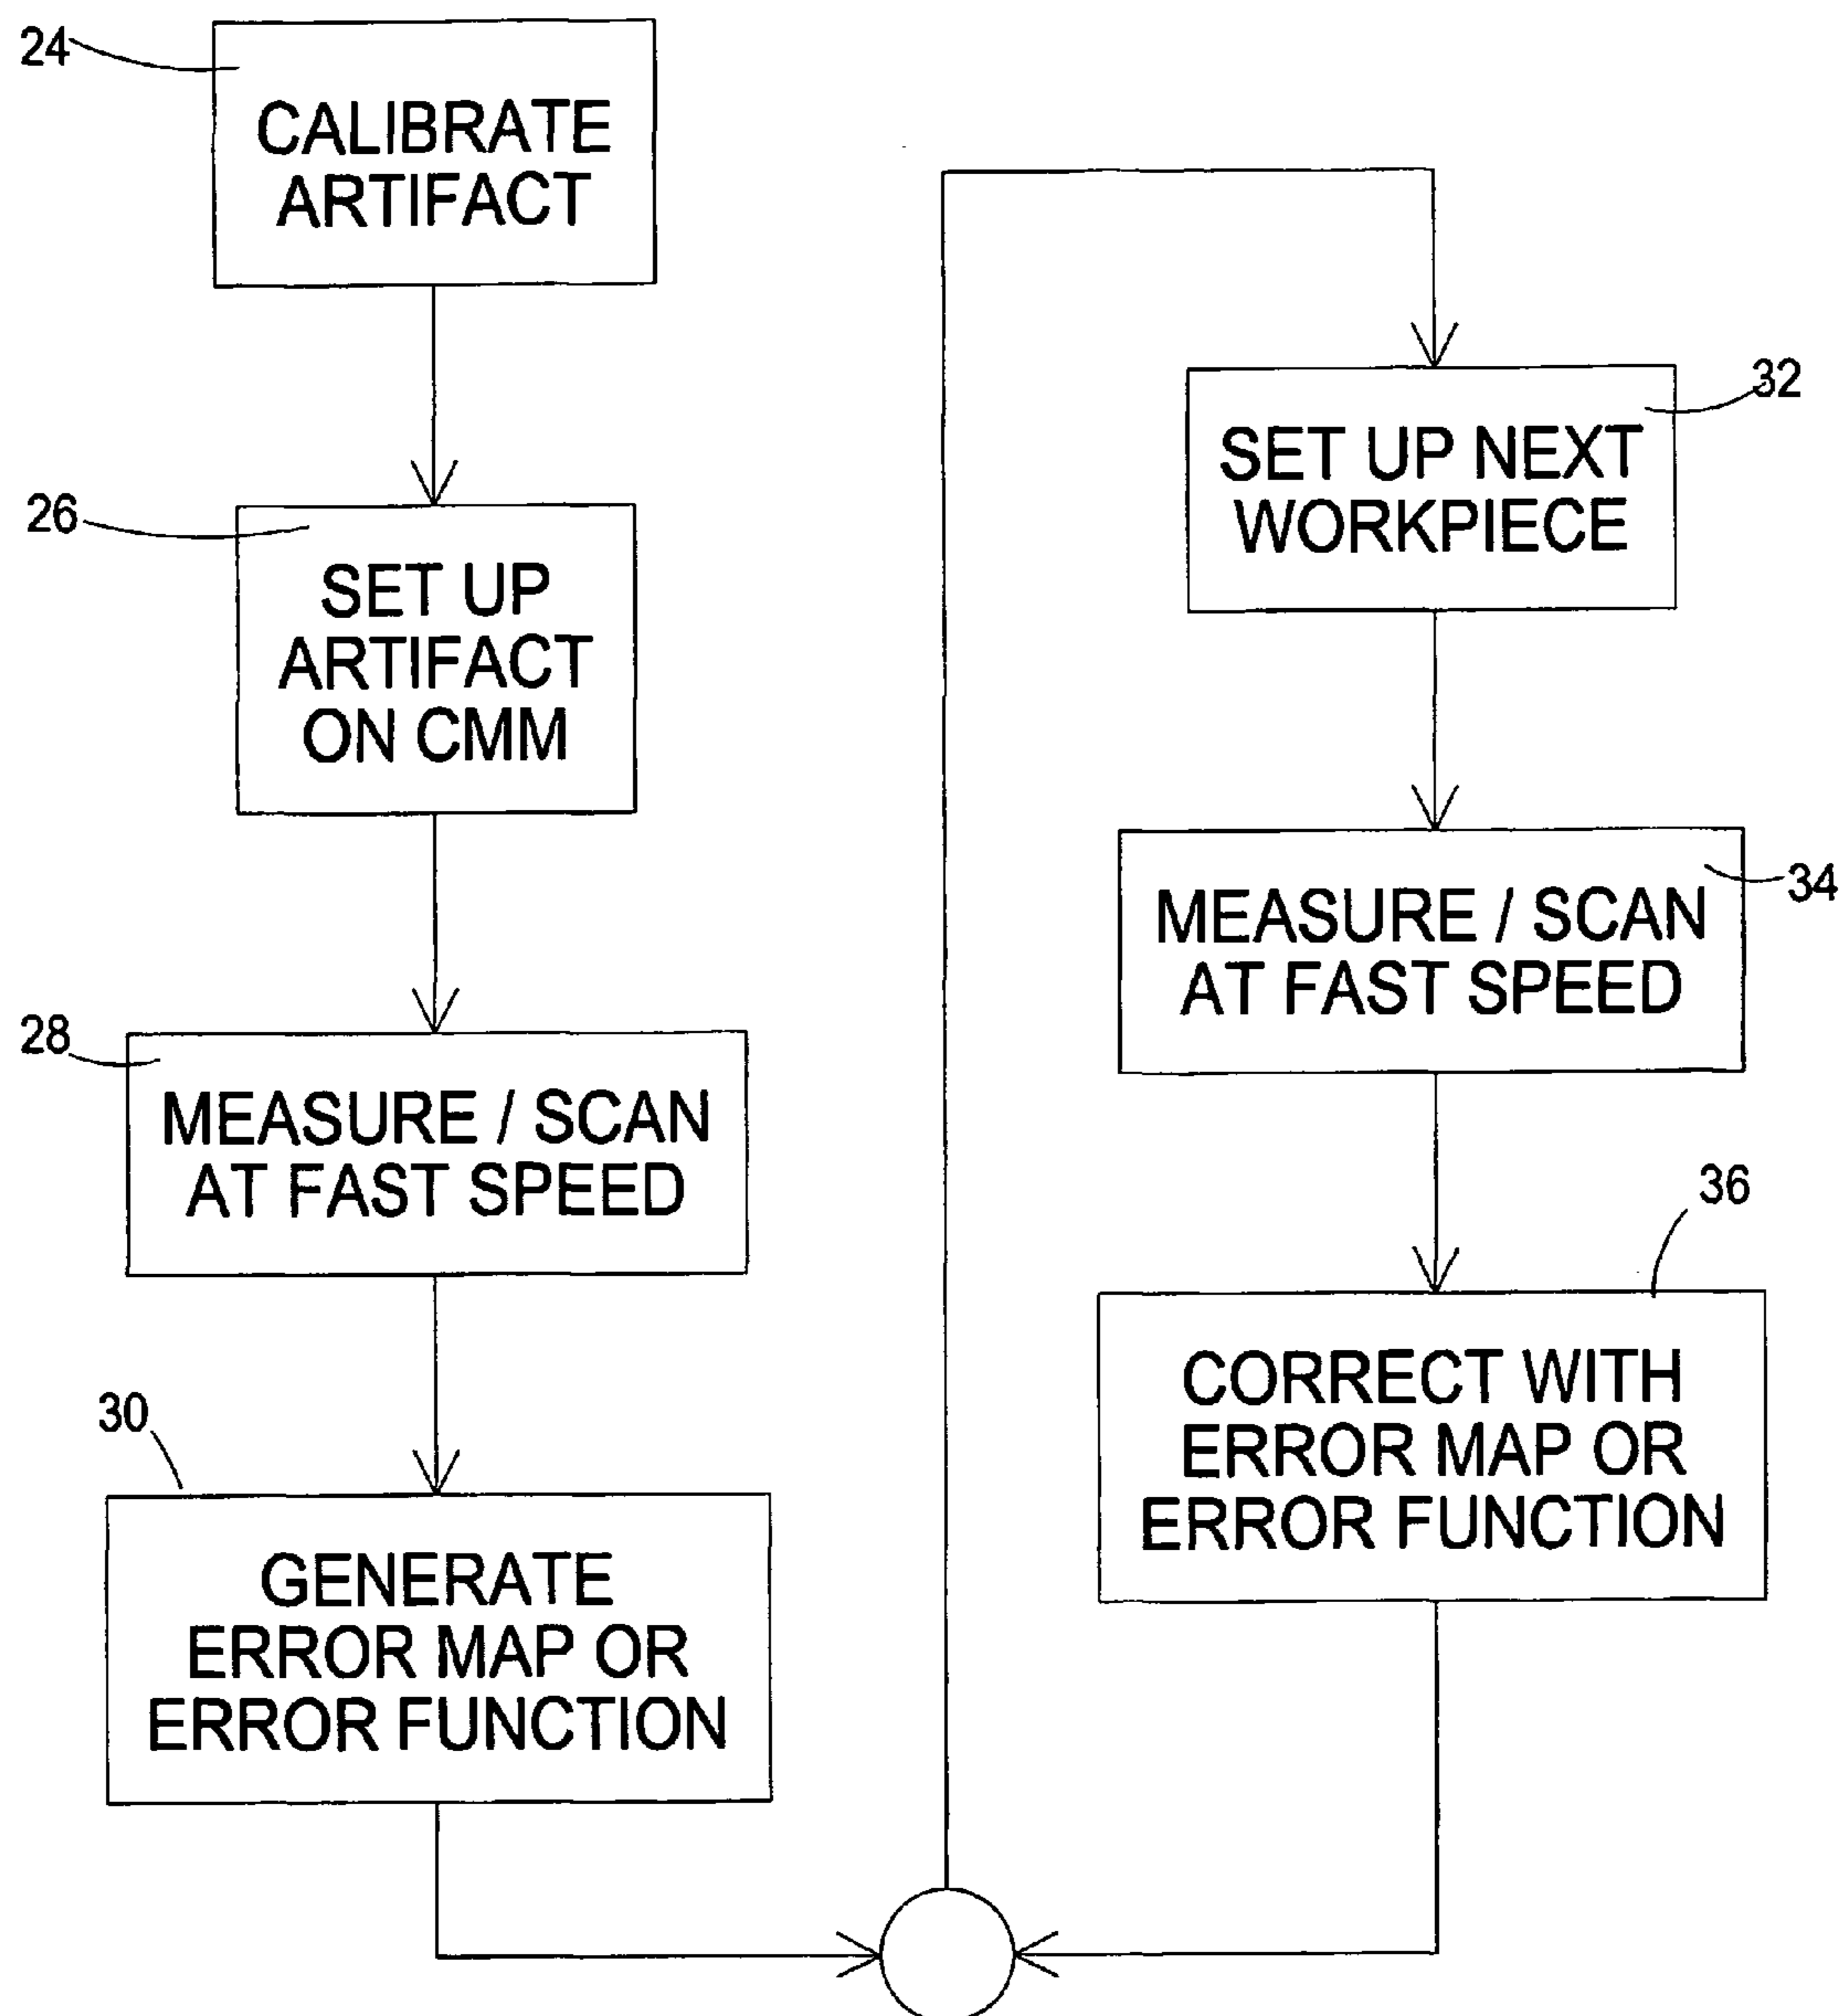 24
CALIBRATE
ARTIFACT
26
SET UP
ARTIFACT
ON CMM
28
MEASURE / SCAN
AT FAST SPEED
30
GENERATE
ERROR MAP OR
ERROR FUNCTION
32
SET UP NEXT
WORKPIECE
34
MEASURE / SCAN
AT FAST SPEED
36
CORRECT WITH
ERROR MAP OR
ERROR FUNCTION